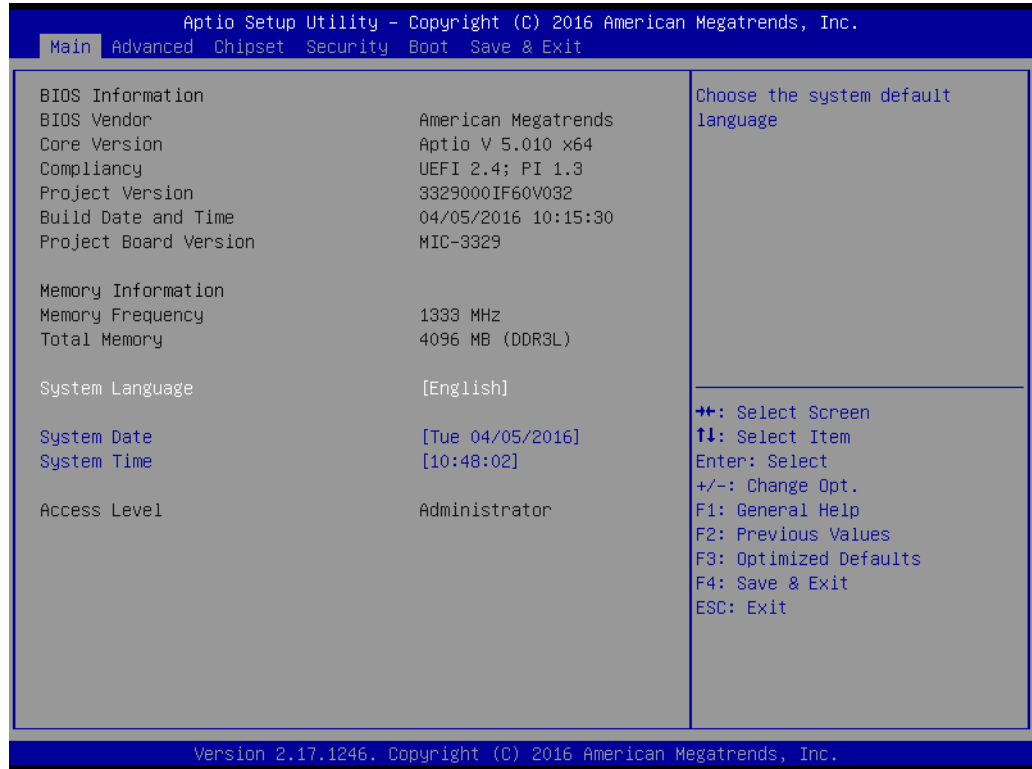 Aptio Setup Utility – Copyright (C) 2016 American Megatrends, Inc.
Main Advanced Chipset Security Boot Save & Exit
BIOS Information
BIOS Vendor American Megatrends
Core Version Aptio V 5.010 x64
Compliancy UEFI 2.4; PI 1.3
Project Version 3329000IF60V032
Build Date and Time 04/05/2016 10:15:30
Project Board Version MIC-3329
Memory Information
Memory Frequency 1333 MHz
Total Memory 4096 MB (DDR3L)
System Language [English]
System Date [Tue 04/05/2016]
System Time [10:48:02]
Access Level Administrator
Choose the system default
language
→←: Select Screen
↑↓: Select Item
Enter: Select
+/-: Change Opt.
F1: General Help
F2: Previous Values
F3: Optimized Defaults
F4: Save & Exit
ESC: Exit
Version 2.17.1246. Copyright (C) 2016 American Megatrends, Inc.